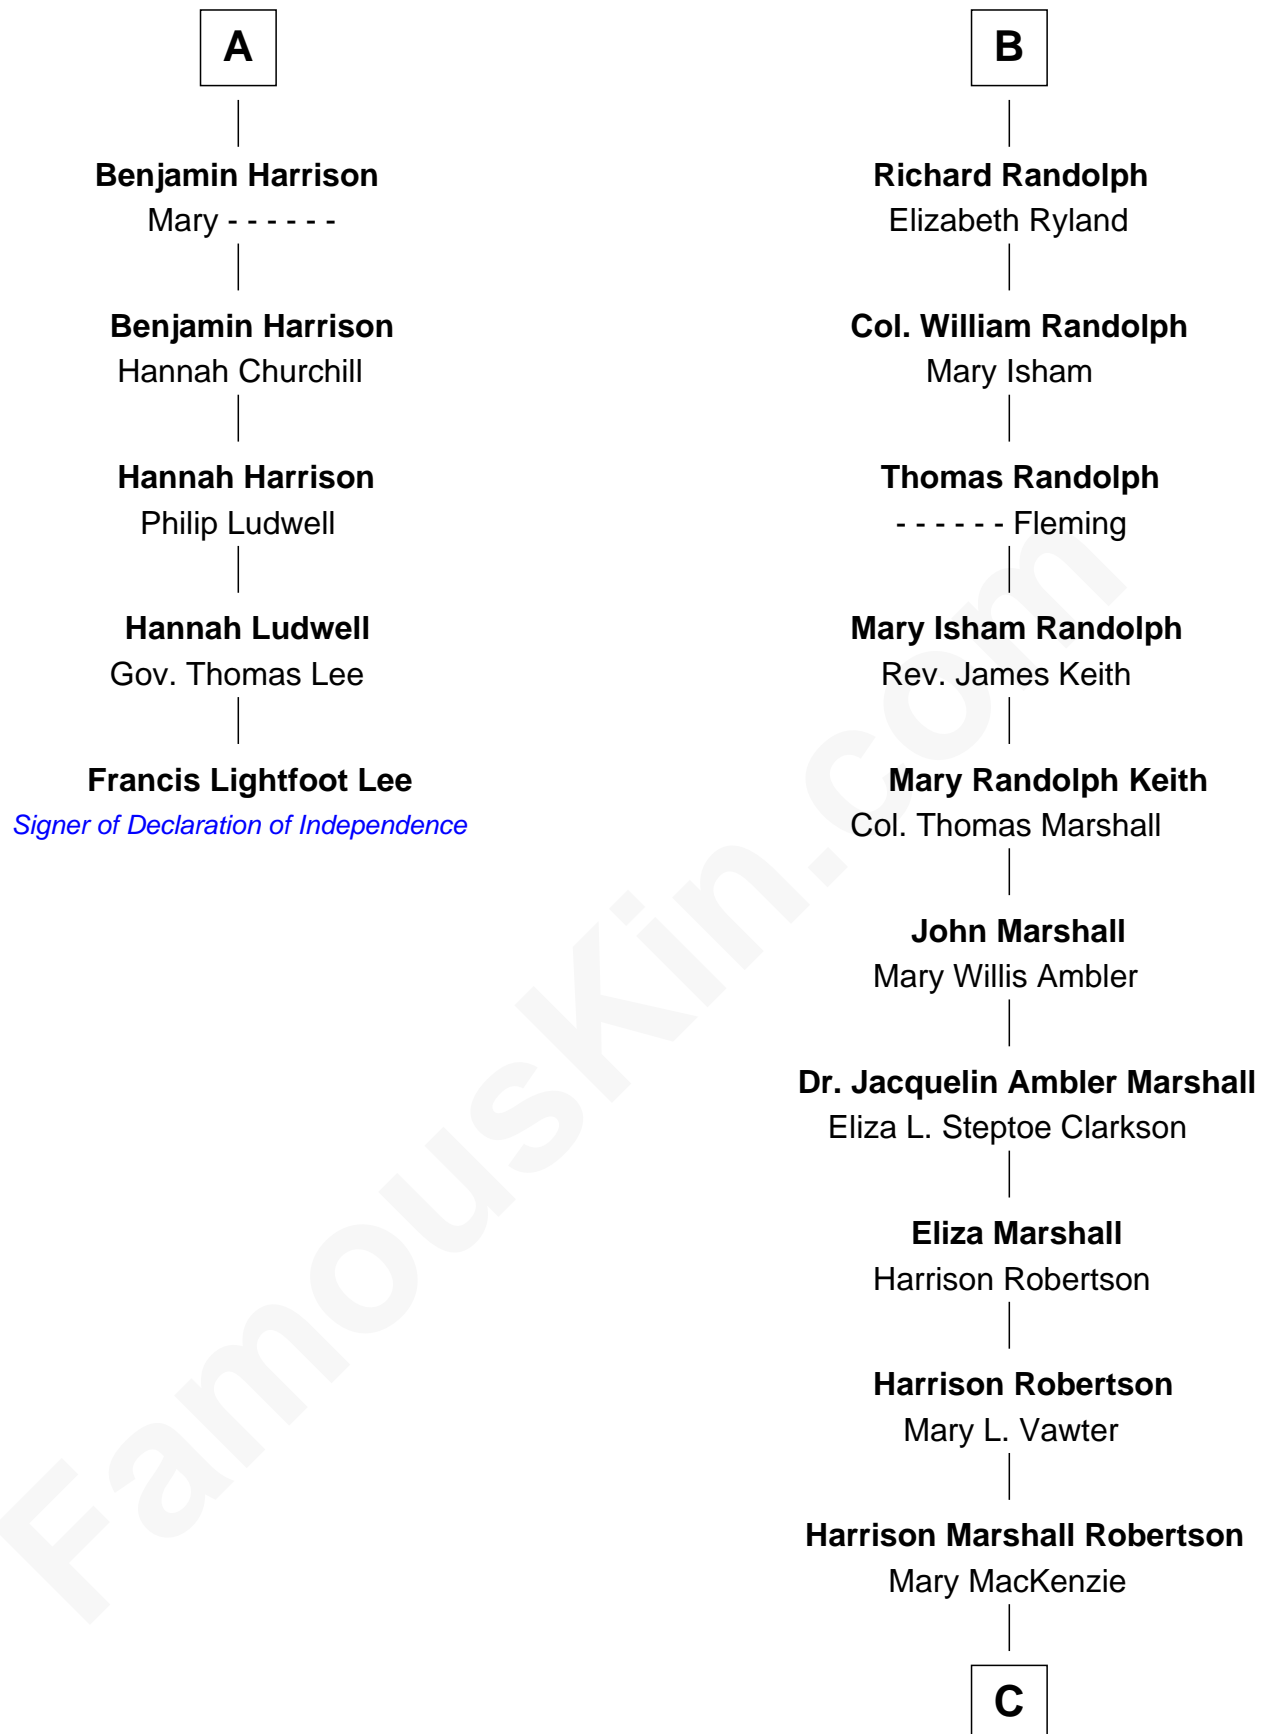 A
Benjamin Harrison
Mary - - - - - -
Benjamin Harrison
Hannah Churchill
Hannah Harrison
Philip Ludwell
Hannah Ludwell
Gov. Thomas Lee
Francis Lightfoot Lee
Signer of Declaration of Independence
B
Richard Randolph
Elizabeth Ryland
Col. William Randolph
Mary Isham
Thomas Randolph
- - - - - - Fleming
Mary Isham Randolph
Rev. James Keith
Mary Randolph Keith
Col. Thomas Marshall
John Marshall
Mary Willis Ambler
Dr. Jacquelin Ambler Marshall
Eliza L. Steptoe Clarkson
Eliza Marshall
Harrison Robertson
Harrison Robertson
Mary L. Vawter
Harrison Marshall Robertson
Mary MacKenzie
C
FamousKin.com